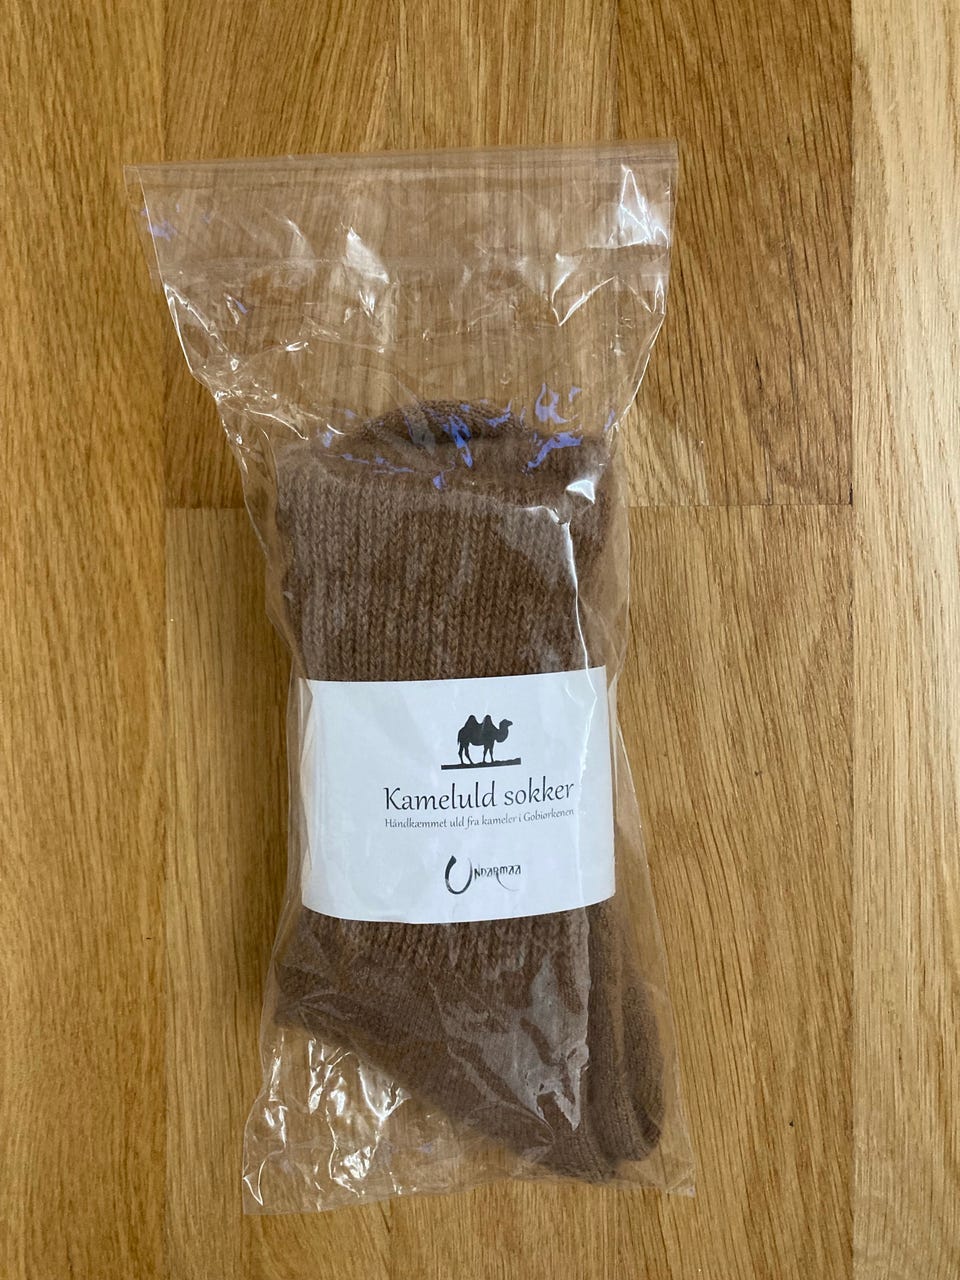 Kameluld sokker
Håndkæmmet uld fra kameler i Gobiørkenen
UNDARMAA